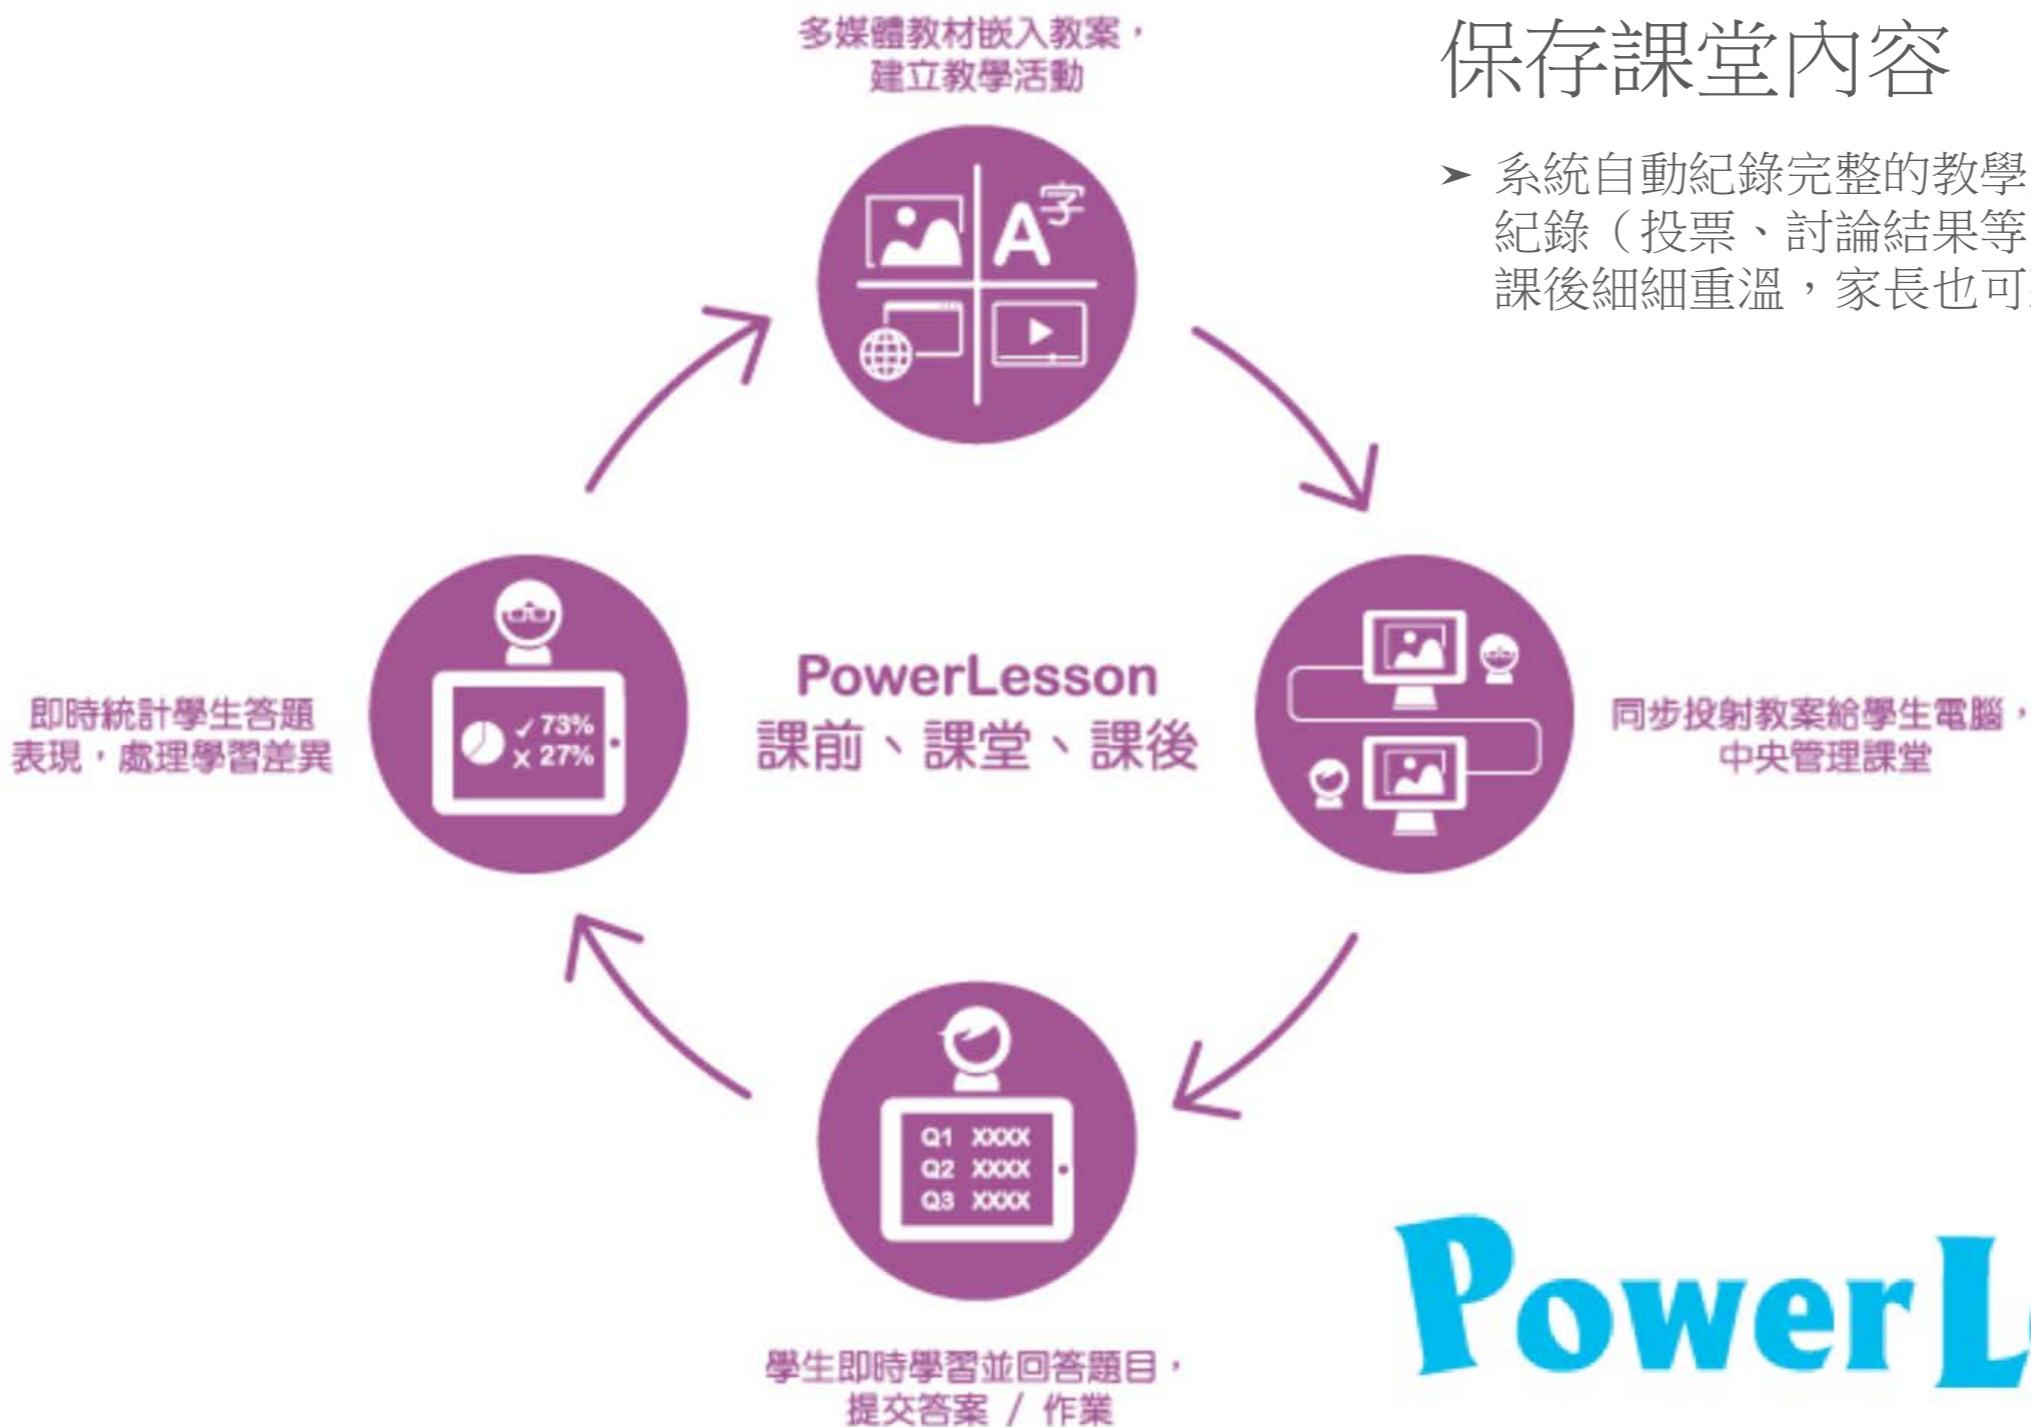 多媒體教材嵌入教案，
建立教學活動
A字
保存課堂內容
➤ 系統自動紀錄完整的教學
紀錄（投票、討論結果等
課後細細重溫，家長也可
即時統計學生答題
表現，處理學習差異
✓ 73%
x 27%
PowerLesson
課前、課堂、課後
同步投射教案給學生電腦，
中央管理課堂
Q1 XXXX
Q2 XXXX
Q3 XXXX
學生即時學習並回答題目，
提交答案 / 作業
PowerL